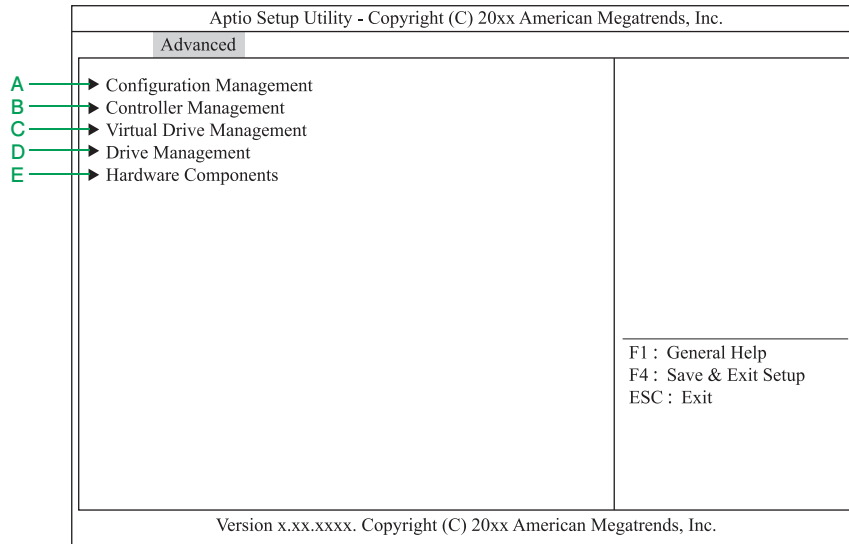 Aptio Setup Utility - Copyright (C) 20xx American Megatrends, Inc.
Advanced
A ▶ Configuration Management
B ▶ Controller Management
C ▶ Virtual Drive Management
D ▶ Drive Management
E ▶ Hardware Components
F1 : General Help
F4 : Save & Exit Setup
ESC : Exit
Version x.xx.xxxx. Copyright (C) 20xx American Megatrends, Inc.